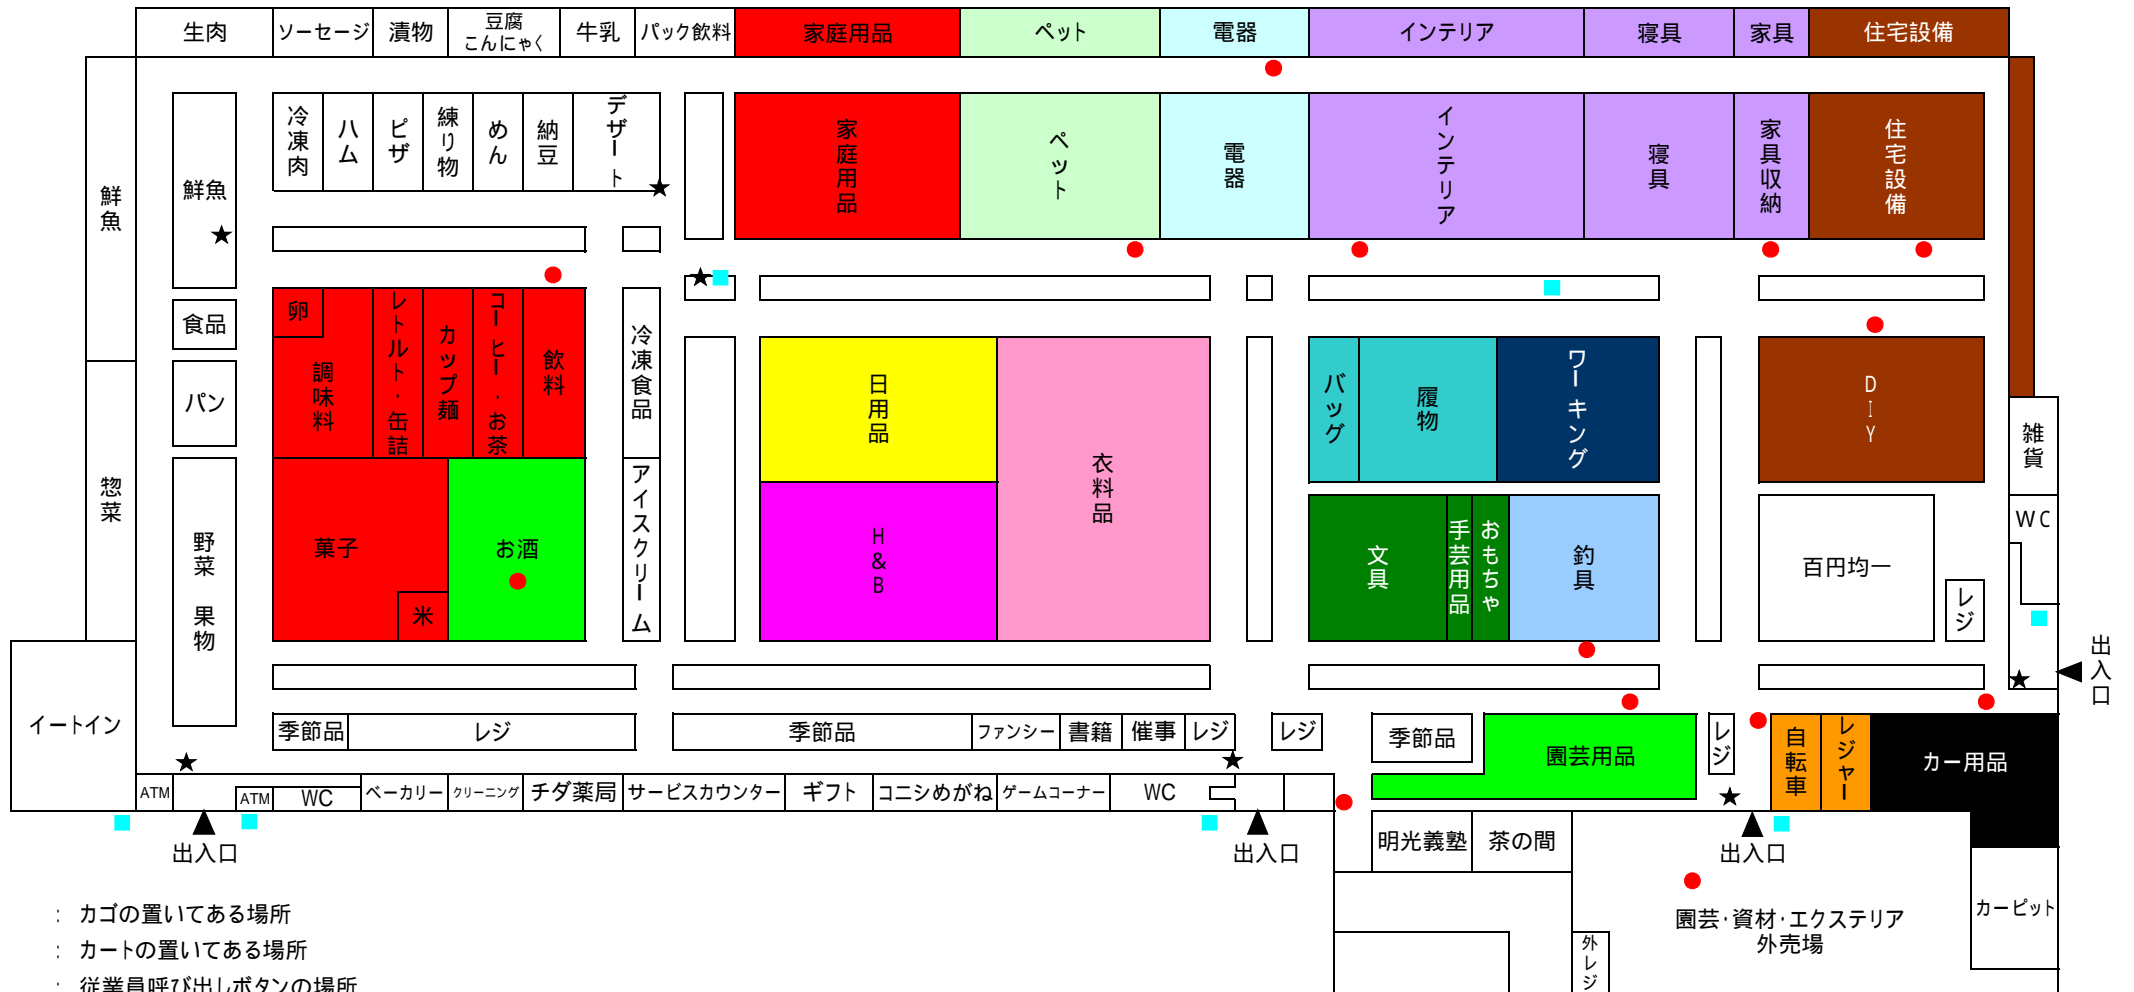 生肉
ソーセージ
漬物
豆腐
こんにゃく
牛乳
パック飲料
家庭用品
ペット
電器
インテリア
寝具
家具
住宅設備
鮮魚
鮮魚
冷凍肉
ハム
ピザ
練り物
めん
納豆
デザート
家庭用品
ペット
電器
インテリア
寝具
家具収納
住宅設備
食品
パン
卵
調味料
レトルト・缶詰
カップ麺
コーヒー・お茶
飲料
冷凍食品
日用品
衣料品
バッグ
履物
ワーキング
DIY
雑貨
惣菜
野菜 果物
菓子
米
お酒
アイスクリーム
H&B
文具
手芸用品
おもちゃ
釣具
百円均一
レジ
WC
出入口
イートイン
季節品
レジ
季節品
ファンシー
書籍
催事
レジ
レジ
季節品
園芸用品
レジ
自転車
レジャー
カー用品
ATM
ATM
WC
ベーカリー
クリーニング
チダ薬局
サービスカウンター
ギフト
コニシめがね
ゲームコーナー
WC
出入口
出入口
明光義塾
茶の間
出入口
カーピット
園芸・資材・エクステリア
外売場
外レジ
: カゴの置いてある場所
: カートの置いてある場所
: 従業員呼び出しボタンの場所